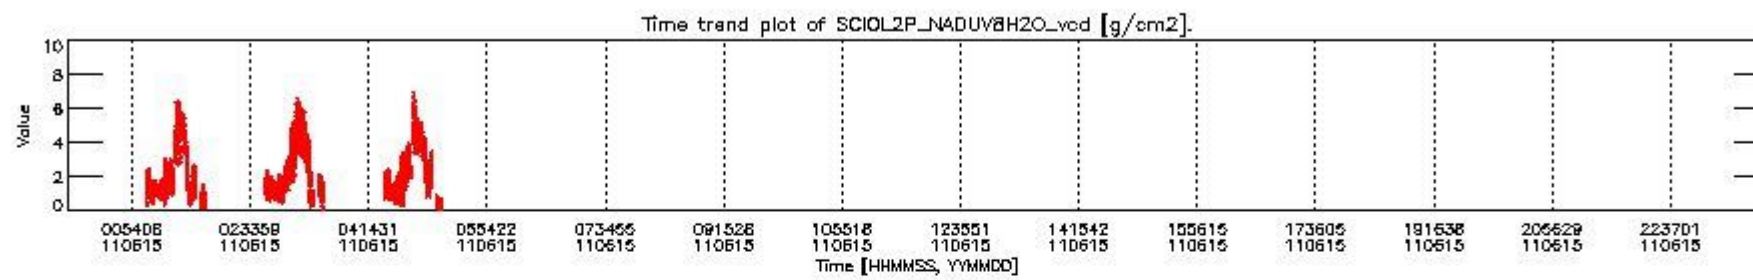 Time trend plot of SCIOL2P_NADUV8H2O_vcd [g/cm2].
10
8
6
4
2
0
Value
005408 023359 041431 055422 073455 091526 105518 123551 141542 155615 173605 191638 205629 223701
110615 110615 110615 110615 110615 110615 110615 110615 110615 110615 110615 110615 110615 110615
Time [HHMMSS, YYMMDD]